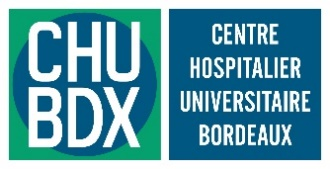 CHU
BDX
CENTRE
HOSPITALIER
UNIVERSITAIRE
BORDEAUX